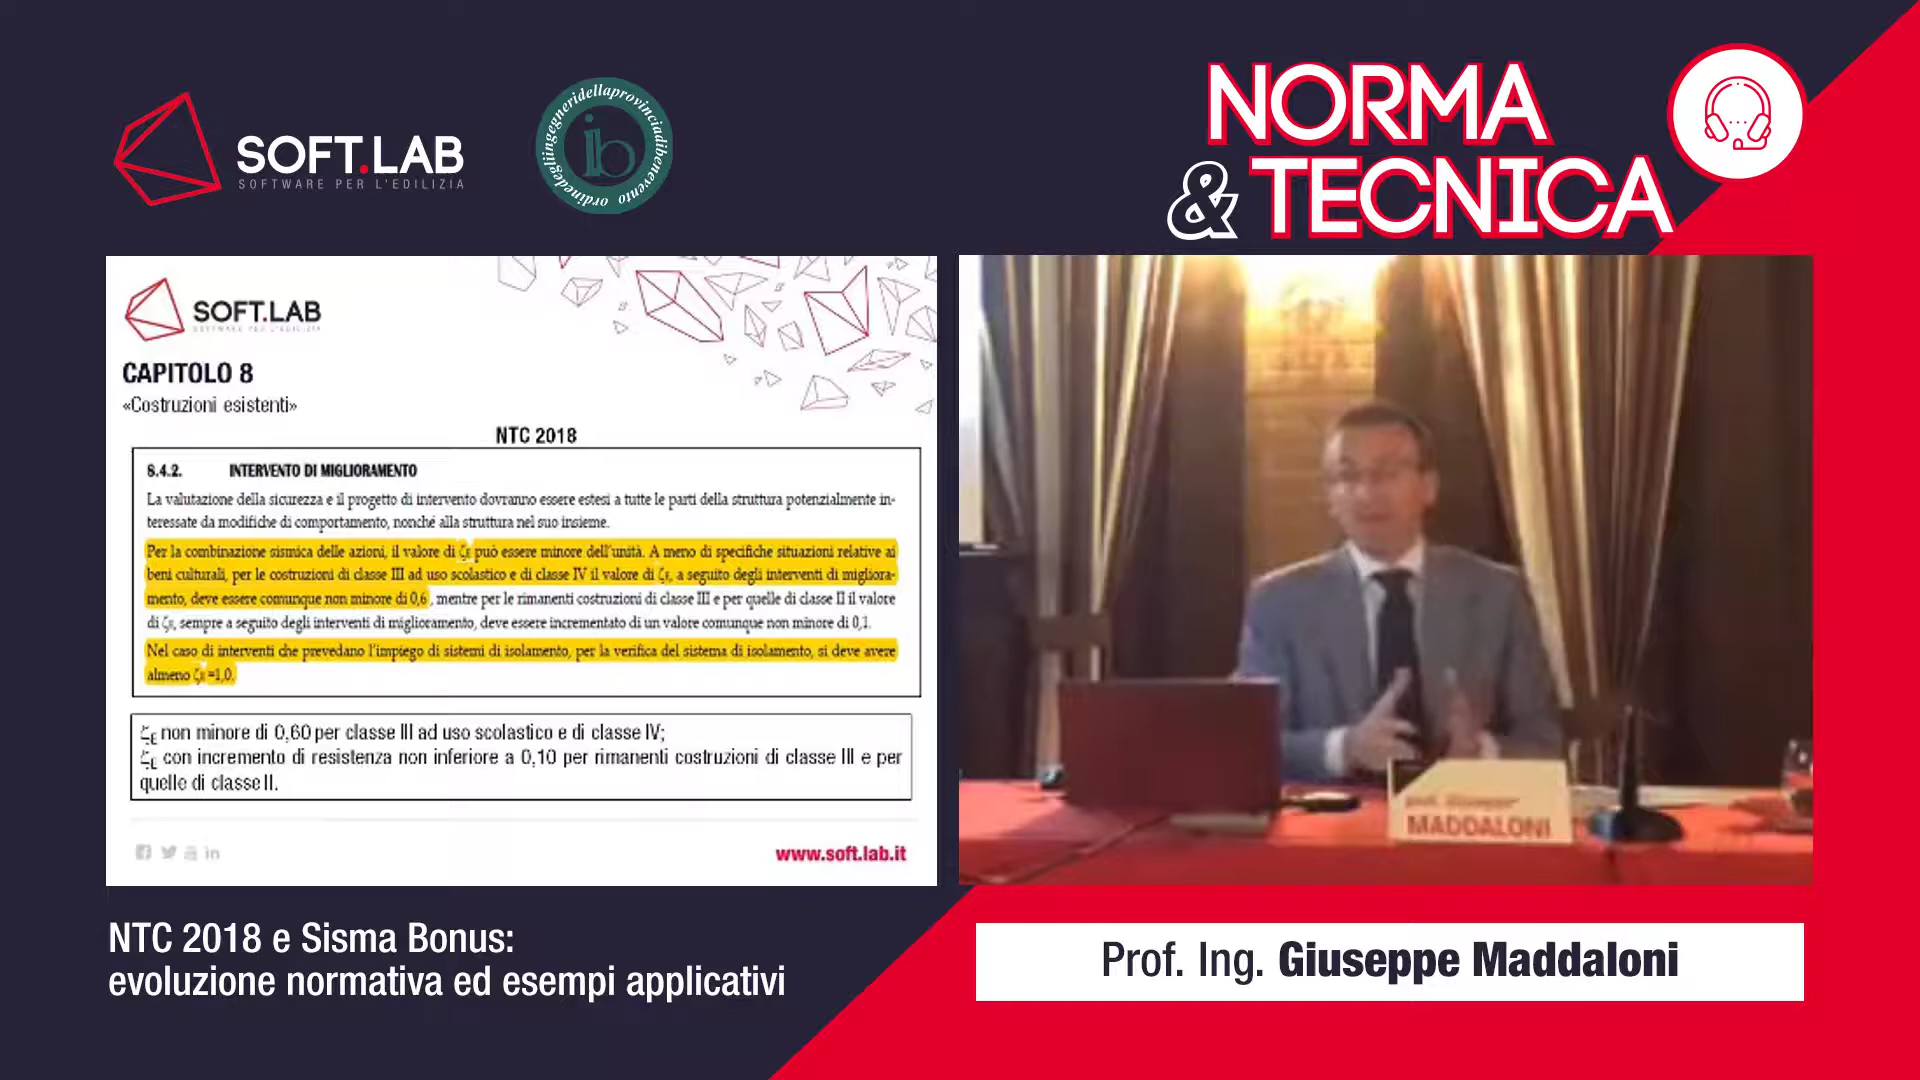 SOFT.LAB
SOFTWARE PER L'EDILIZIA
ordinedegliingegneridellaprovinciadibenevento
ib
NORMA
& TECNICA
SOFT.LAB
SOFTWARE PER L'EDILIZIA
CAPITOLO 8
«Costruzioni esistenti»
NTC 2018
8.4.2. INTERVENTO DI MIGLIORAMENTO
La valutazione della sicurezza e il progetto di intervento dovranno essere estesi a tutte le parti della struttura potenzialmente in-
teressate da modifiche di comportamento, nonché alla struttura nel suo insieme.
Per la combinazione sismica delle azioni, il valore di ζE può essere minore dell'unità. A meno di specifiche situazioni relative ai
beni culturali, per le costruzioni di classe III ad uso scolastico e di classe IV il valore di ζE, a seguito degli interventi di migliora-
mento, deve essere comunque non minore di 0,6, mentre per le rimanenti costruzioni di classe III e per quelle di classe II il valore
di ζE, sempre a seguito degli interventi di miglioramento, deve essere incrementato di un valore comunque non minore di 0,1.
Nel caso di interventi che prevedano l'impiego di sistemi di isolamento, per la verifica del sistema di isolamento, si deve avere
almeno ζE =1,0.
ζE non minore di 0,60 per classe III ad uso scolastico e di classe IV;
ζE con incremento di resistenza non inferiore a 0,10 per rimanenti costruzioni di classe III e per
quelle di classe II.
www.soft.lab.it
prof. Giuseppe
MADDALONI
NTC 2018 e Sisma Bonus:
evoluzione normativa ed esempi applicativi
Prof. Ing. Giuseppe Maddaloni